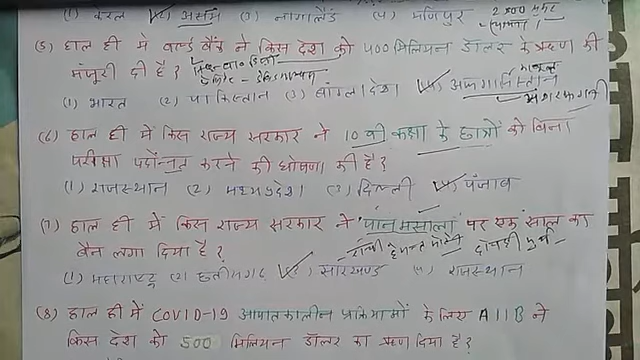 (1) केरल (2) असम (3) नागालैंड (4) मणिपुर 2500
(5) हाल ही में वर्ल्ड बैंक ने किस देश को 400 मिलियन डॉलर के ऋण की
मंजूरी दी है?
(1) भारत (2) पाकिस्तान (3) बांग्लादेश (4) अफगानिस्तान
(6) हाल ही में किस राज्य सरकार ने 10 वी कक्षा के छात्रों को बिना
परीक्षा पदोन्नत करने की घोषणा की है?
(1) राजस्थान (2) मध्यप्रदेश (3) दिल्ली (4) पंजाब
(7) हाल ही में किस राज्य सरकार ने 'पान मसाला' पर एक साल का
बैन लगा दिया है?
(1) महाराष्ट्र (2) छत्तीसगढ़ (3) झारखण्ड (4) राजस्थान
(8) हाल ही में COVID-19 आपातकालीन प्रक्रियाओं के लिए AIIB ने
किस देश को 500 मिलियन डॉलर का ऋण दिया है?